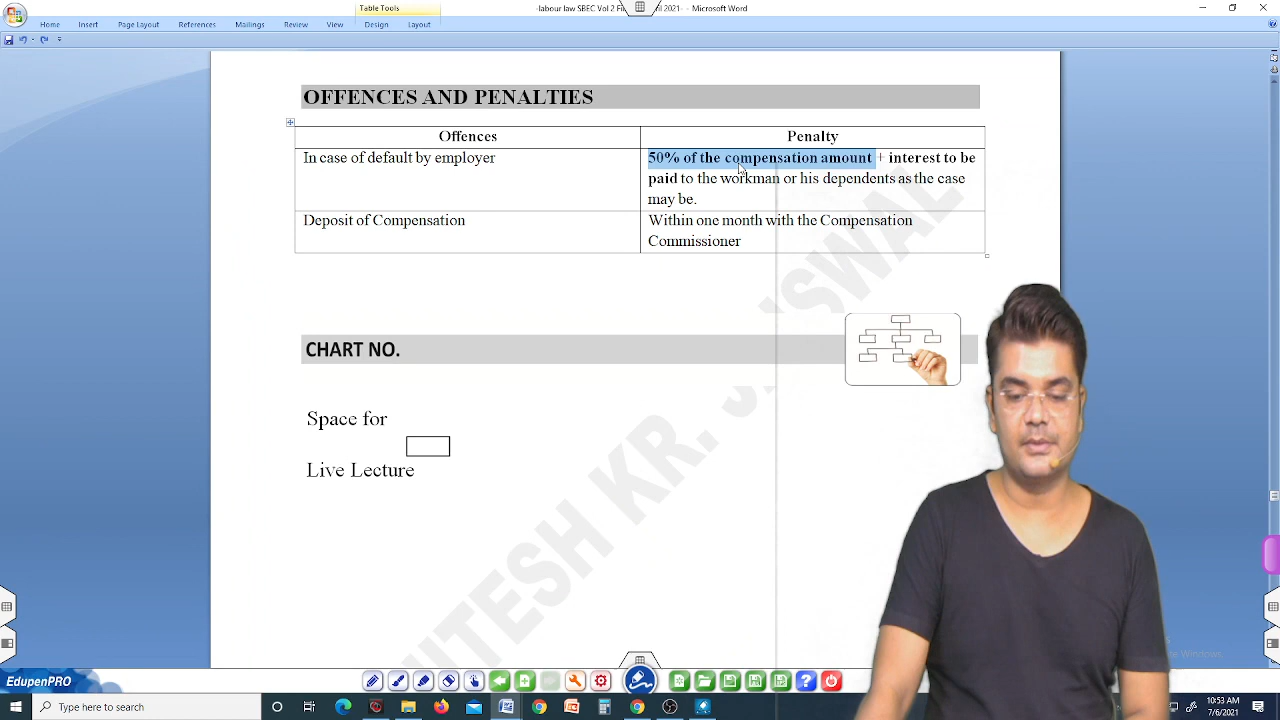 Table Tools
-labour law SBEC Vol 2 F il 2021- - Microsoft Word
Home Insert Page Layout References Mailings Review View Design Layout
OFFENCES AND PENALTIES
Offences Penalty
In case of default by employer 50% of the compensation amount + interest to be
paid to the workman or his dependents as the case
may be.
Deposit of Compensation Within one month with the Compensation
Commissioner
CHART NO.
Space for
Live Lecture
KR.
EdupenPRO
Type here to search
10:53 AM
7/6/2021